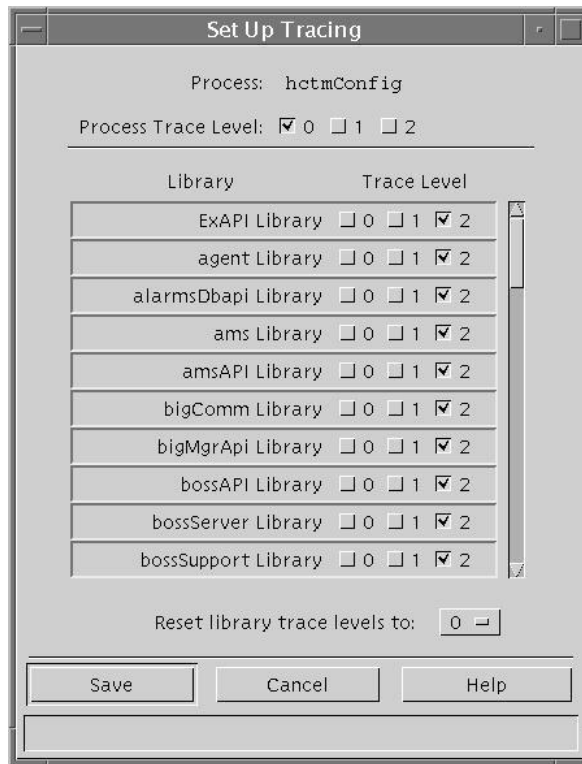 Set Up Tracing
Process: hctmConfig
Process Trace Level: 0 1 2
Library Trace Level
ExAPI Library 0 1 2
agent Library 0 1 2
alarmsDbapi Library 0 1 2
ams Library 0 1 2
amsAPI Library 0 1 2
bigComm Library 0 1 2
bigMgrApi Library 0 1 2
bossAPI Library 0 1 2
bossServer Library 0 1 2
bossSupport Library 0 1 2
Reset library trace levels to: 0
Save Cancel Help